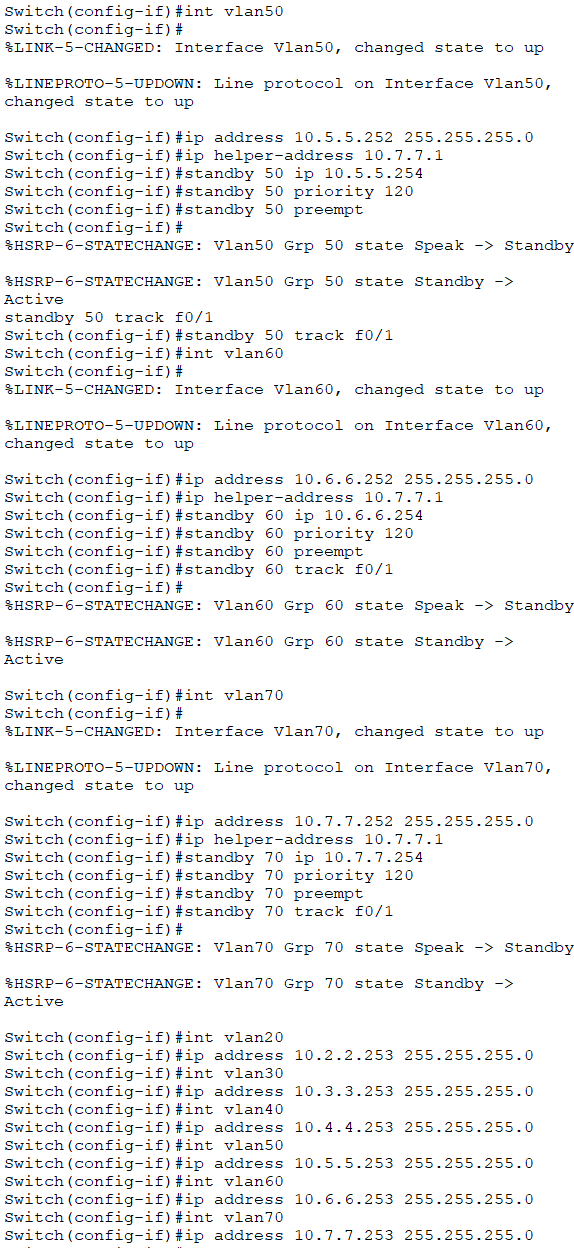 Switch(config-if)#int vlan50
Switch(config-if)#
%LINK-5-CHANGED: Interface Vlan50, changed state to up
%LINEPROTO-5-UPDOWN: Line protocol on Interface Vlan50,
changed state to up
Switch(config-if)#ip address 10.5.5.252 255.255.255.0
Switch(config-if)#ip helper-address 10.7.7.1
Switch(config-if)#standby 50 ip 10.5.5.254
Switch(config-if)#standby 50 priority 120
Switch(config-if)#standby 50 preempt
Switch(config-if)#
%HSRP-6-STATECHANGE: Vlan50 Grp 50 state Speak -> Standby
%HSRP-6-STATECHANGE: Vlan50 Grp 50 state Standby ->
Active
standby 50 track f0/1
Switch(config-if)#standby 50 track f0/1
Switch(config-if)#int vlan60
Switch(config-if)#
%LINK-5-CHANGED: Interface Vlan60, changed state to up
%LINEPROTO-5-UPDOWN: Line protocol on Interface Vlan60,
changed state to up
Switch(config-if)#ip address 10.6.6.252 255.255.255.0
Switch(config-if)#ip helper-address 10.7.7.1
Switch(config-if)#standby 60 ip 10.6.6.254
Switch(config-if)#standby 60 priority 120
Switch(config-if)#standby 60 preempt
Switch(config-if)#standby 60 track f0/1
Switch(config-if)#
%HSRP-6-STATECHANGE: Vlan60 Grp 60 state Speak -> Standby
%HSRP-6-STATECHANGE: Vlan60 Grp 60 state Standby ->
Active
Switch(config-if)#int vlan70
Switch(config-if)#
%LINK-5-CHANGED: Interface Vlan70, changed state to up
%LINEPROTO-5-UPDOWN: Line protocol on Interface Vlan70,
changed state to up
Switch(config-if)#ip address 10.7.7.252 255.255.255.0
Switch(config-if)#ip helper-address 10.7.7.1
Switch(config-if)#standby 70 ip 10.7.7.254
Switch(config-if)#standby 70 priority 120
Switch(config-if)#standby 70 preempt
Switch(config-if)#standby 70 track f0/1
Switch(config-if)#
%HSRP-6-STATECHANGE: Vlan70 Grp 70 state Speak -> Standby
%HSRP-6-STATECHANGE: Vlan70 Grp 70 state Standby ->
Active
Switch(config-if)#int vlan20
Switch(config-if)#ip address 10.2.2.253 255.255.255.0
Switch(config-if)#int vlan30
Switch(config-if)#ip address 10.3.3.253 255.255.255.0
Switch(config-if)#int vlan40
Switch(config-if)#ip address 10.4.4.253 255.255.255.0
Switch(config-if)#int vlan50
Switch(config-if)#ip address 10.5.5.253 255.255.255.0
Switch(config-if)#int vlan60
Switch(config-if)#ip address 10.6.6.253 255.255.255.0
Switch(config-if)#int vlan70
Switch(config-if)#ip address 10.7.7.253 255.255.255.0